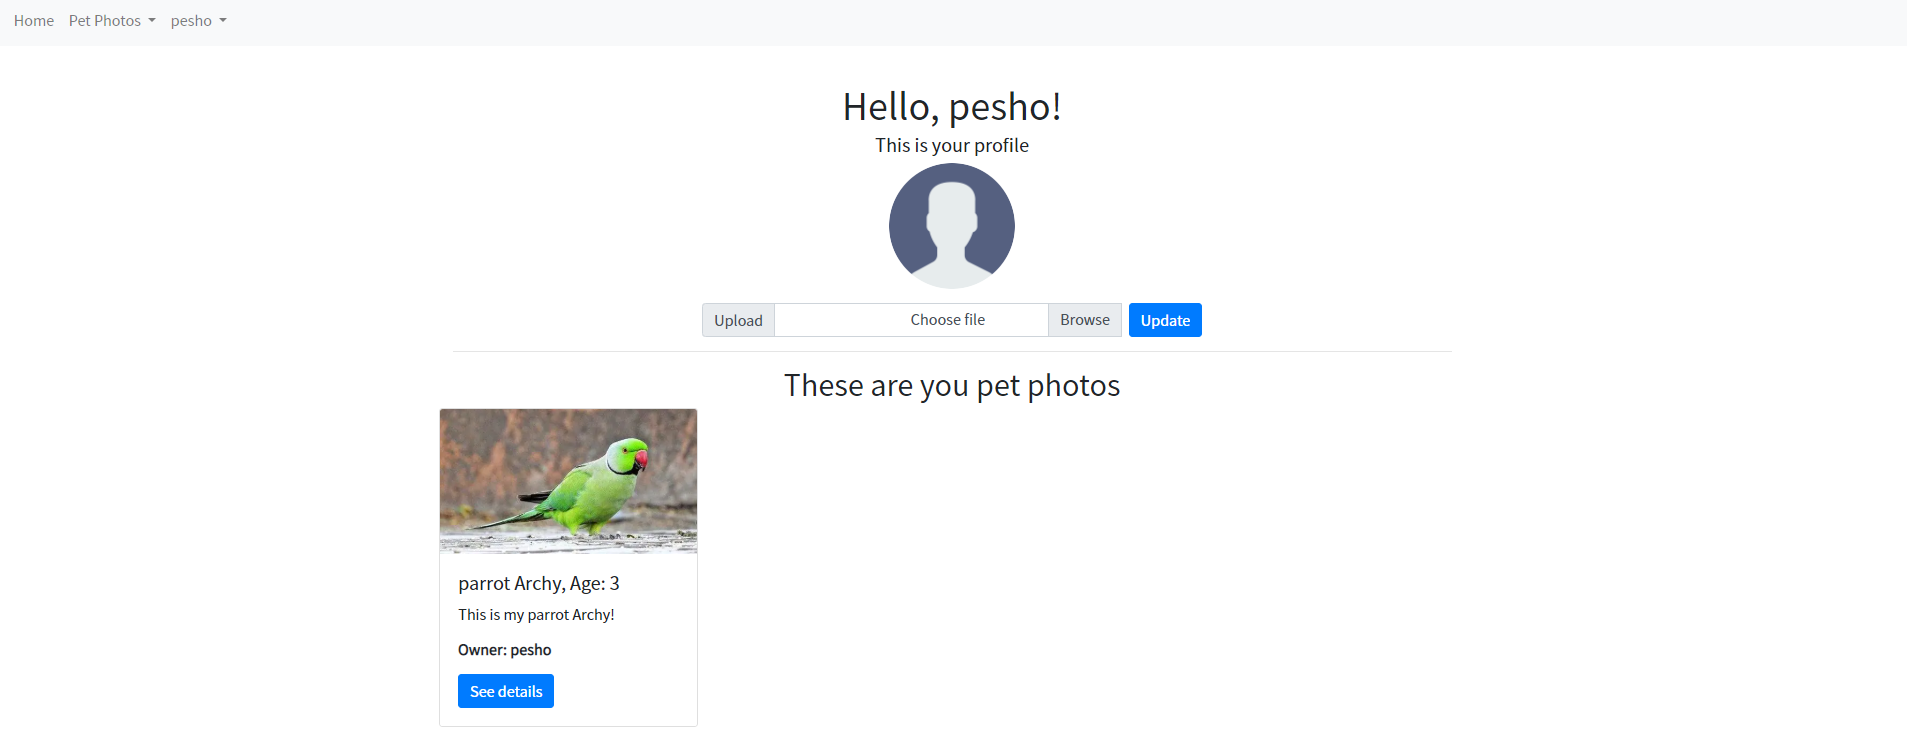 Home Pet Photos pesho
Hello, pesho!
This is your profile
Upload Choose file Browse Update
These are you pet photos
parrot Archy, Age: 3
This is my parrot Archy!
Owner: pesho
See details